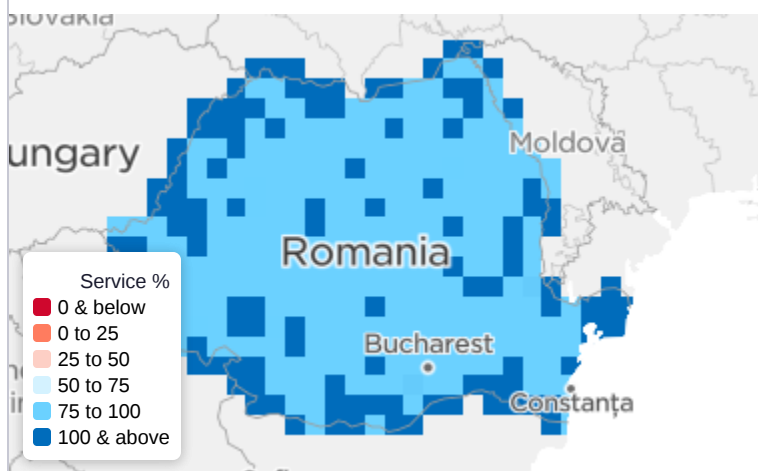 Slovakia
ungary
Moldova
Romania
Service %
0 & below
0 to 25
25 to 50
50 to 75
75 to 100
100 & above
Bucharest
Constanța